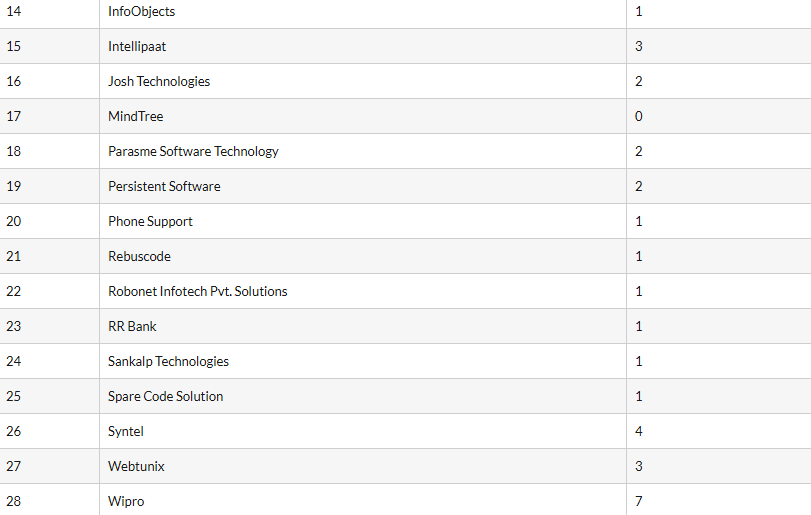 14 InfoObjects 1
15 Intellipaat 3
16 Josh Technologies 2
17 MindTree 0
18 Parasme Software Technology 2
19 Persistent Software 2
20 Phone Support 1
21 Rebuscode 1
22 Robonet Infotech Pvt. Solutions 1
23 RR Bank 1
24 Sankalp Technologies 1
25 Spare Code Solution 1
26 Syntel 4
27 Webtunix 3
28 Wipro 7